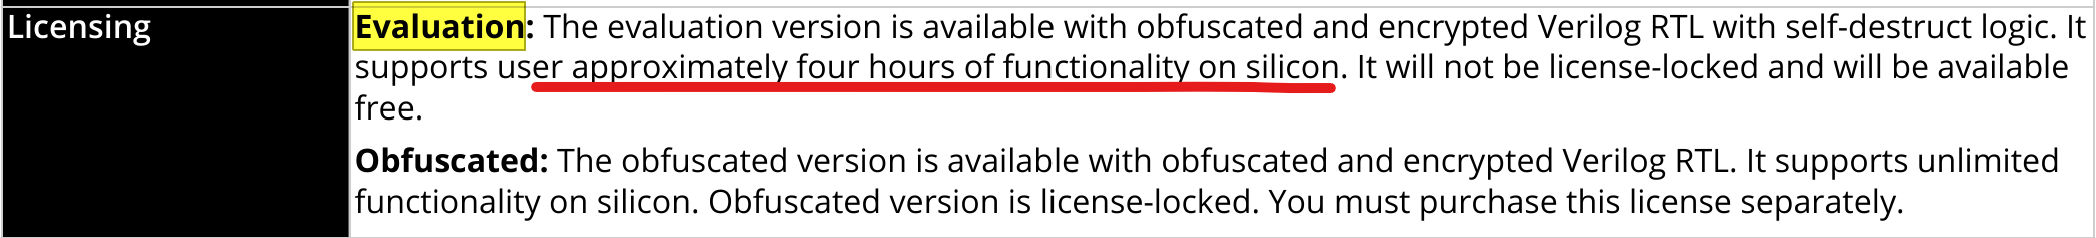 Licensing
Evaluation: The evaluation version is available with obfuscated and encrypted Verilog RTL with self-destruct logic. It
supports user approximately four hours of functionality on silicon. It will not be license-locked and will be available
free.
Obfuscated: The obfuscated version is available with obfuscated and encrypted Verilog RTL. It supports unlimited
functionality on silicon. Obfuscated version is license-locked. You must purchase this license separately.